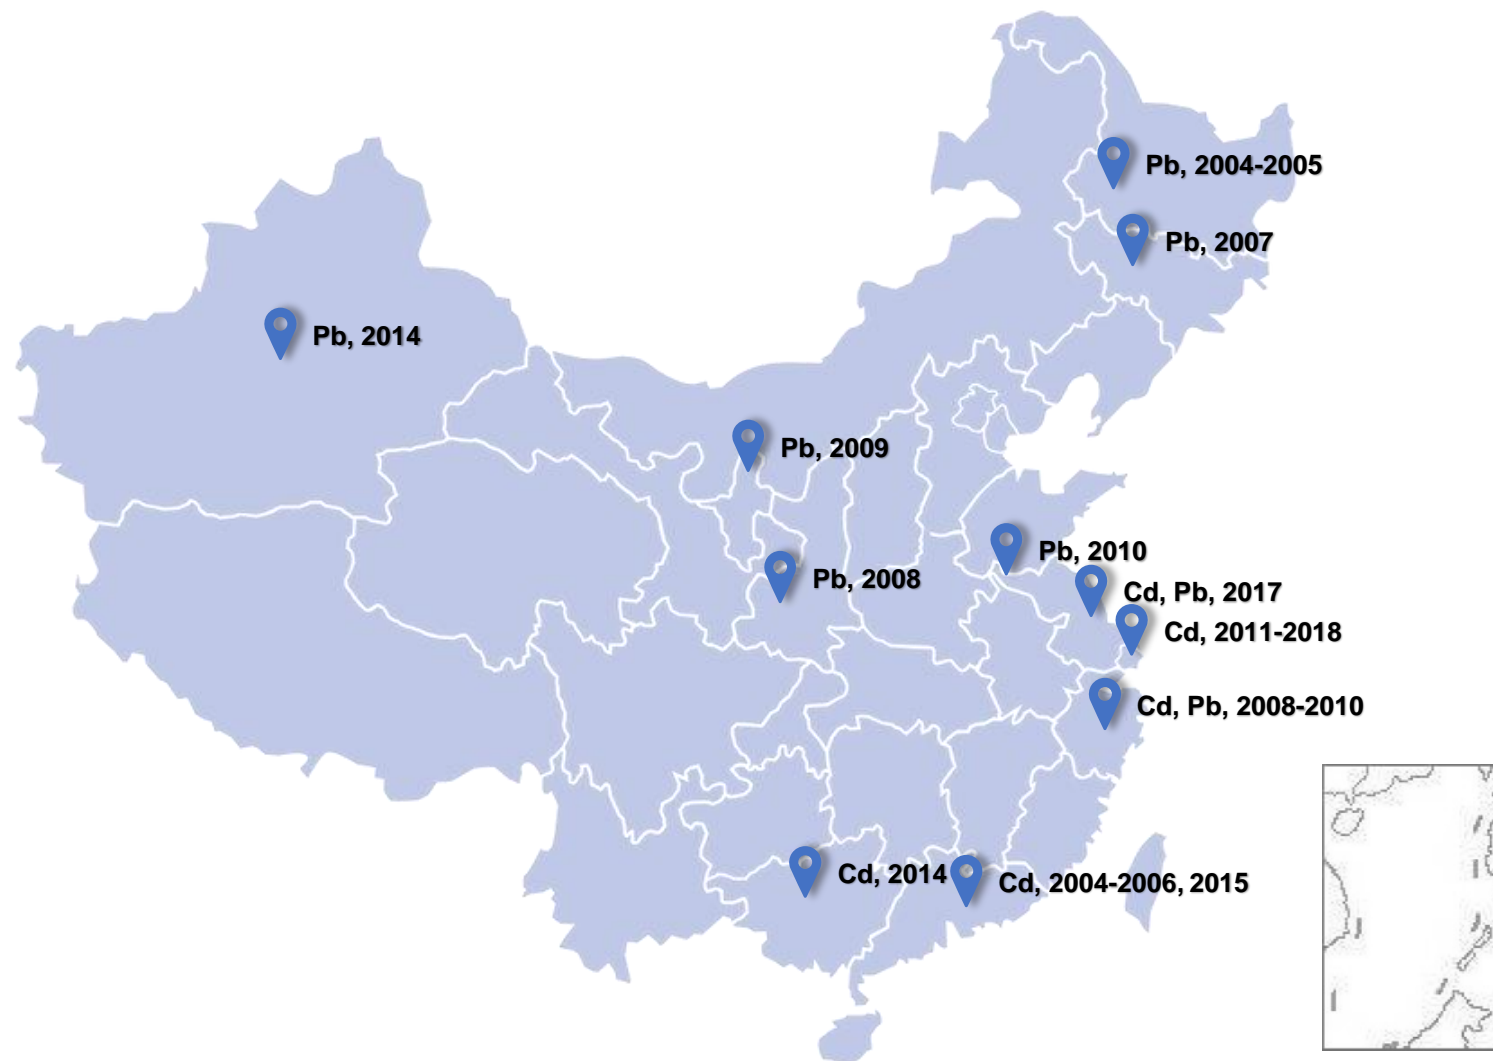 Pb, 2004-2005
Pb, 2007
Pb, 2014
Pb, 2009
Pb, 2010
Pb, 2008
Cd, Pb, 2017
Cd, 2011-2018
Cd, Pb, 2008-2010
Cd, 2014
Cd, 2004-2006, 2015